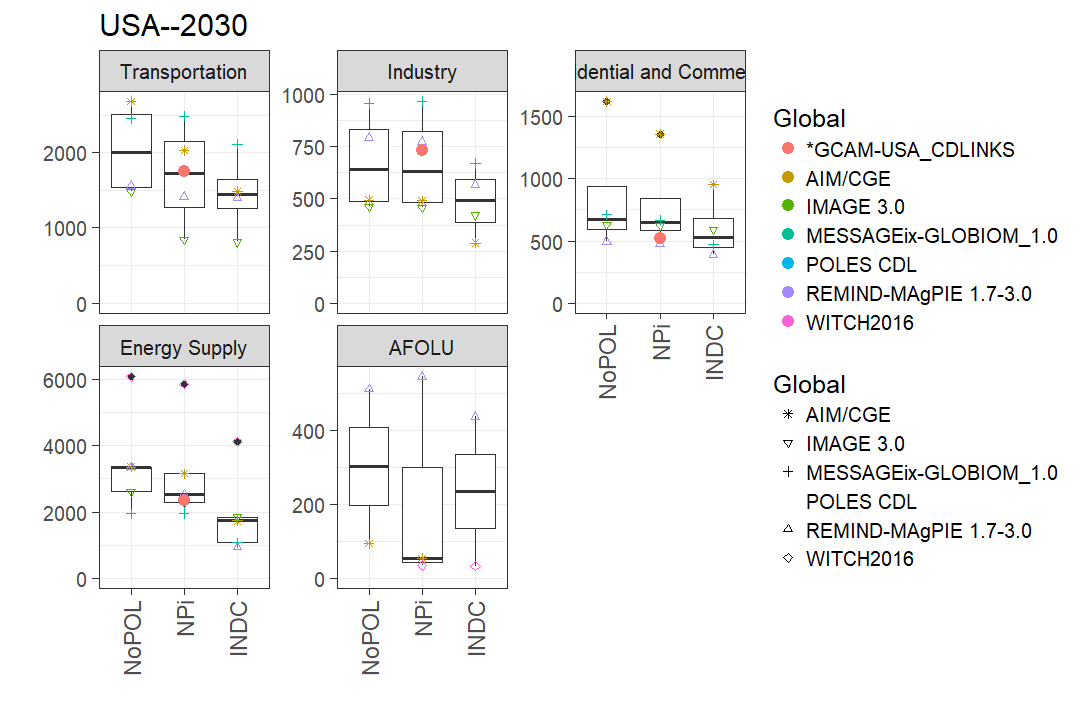 USA--2030
Transportation
Industry
idential and Comme
2000
1000
0
1000
750
500
250
0
1500
1000
500
0
NoPOL
NPi
INDC
Energy Supply
AFOLU
6000
4000
2000
0
400
200
0
NoPOL
NPi
INDC
NoPOL
NPi
INDC
Global
*GCAM-USA_CDLINKS
AIM/CGE
IMAGE 3.0
MESSAGEix-GLOBIOM_1.0
POLES CDL
REMIND-MAgPIE 1.7-3.0
WITCH2016
Global
AIM/CGE
IMAGE 3.0
MESSAGEix-GLOBIOM_1.0
POLES CDL
REMIND-MAgPIE 1.7-3.0
WITCH2016